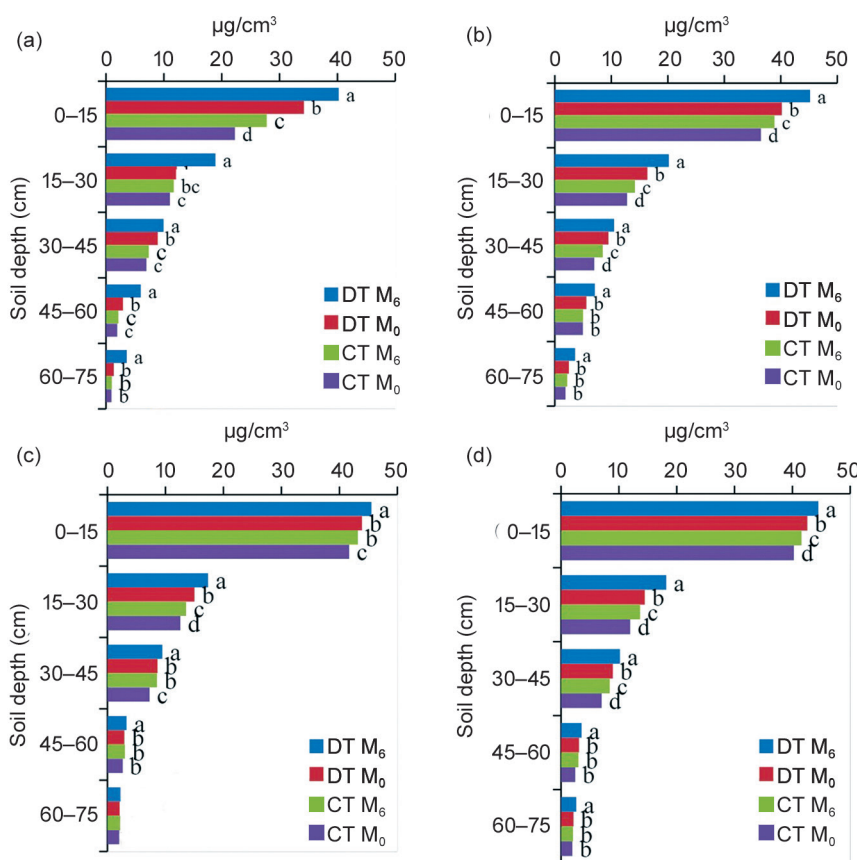 (a)
µg/cm³
0 10 20 30 40 50
Soil depth (cm)
0–15
a
b
c
d
15–30
a
bc
c
30–45
a
b
c
c
45–60
a
b
c
c
60–75
a
b
b
b
DT M₆
DT M₀
CT M₆
CT M₀
(b)
µg/cm³
0 10 20 30 40 50
Soil depth (cm)
0–15
a
b
c
d
15–30
a
b
c
d
30–45
a
b
c
d
45–60
a
b
b
b
60–75
a
b
b
b
DT M₆
DT M₀
CT M₆
CT M₀
(c)
µg/cm³
0 10 20 30 40 50
Soil depth (cm)
0–15
a
b
b
c
15–30
a
b
c
d
30–45
a
b
b
c
45–60
a
b
b
b
60–75
DT M₆
DT M₀
CT M₆
CT M₀
(d)
µg/cm³
0 10 20 30 40 50
Soil depth (cm)
( 0–15
a
b
c
d
15–30
a
b
c
d
30–45
a
b
c
d
45–60
a
b
b
b
60–75
a
b
b
b
DT M₆
DT M₀
CT M₆
CT M₀